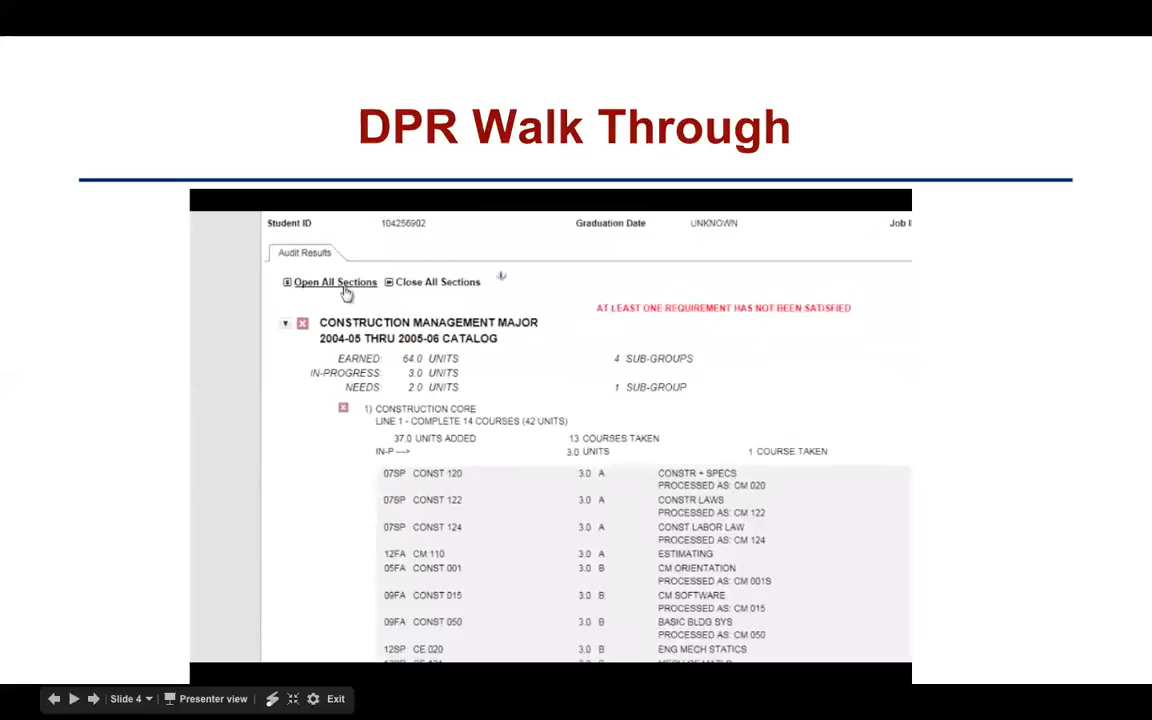 DPR Walk Through
Student ID 104256902 Graduation Date UNKNOWN Job I
Audit Results
Open All Sections Close All Sections
AT LEAST ONE REQUIREMENT HAS NOT BEEN SATISFIED
CONSTRUCTION MANAGEMENT MAJOR
2004-05 THRU 2005-06 CATALOG
EARNED: 64.0 UNITS 4 SUB-GROUPS
IN-PROGRESS: 3.0 UNITS
NEEDS: 2.0 UNITS 1 SUB-GROUP
1) CONSTRUCTION CORE
LINE 1 - COMPLETE 14 COURSES (42 UNITS)
37.0 UNITS ADDED 13 COURSES TAKEN
IN-P ---> 3.0 UNITS 1 COURSE TAKEN
07SP CONST 120 3.0 A CONSTR + SPECS
PROCESSED AS: CM 020
07SP CONST 122 3.0 A CONSTR LAWS
PROCESSED AS: CM 122
07SP CONST 124 3.0 A CONST LABOR LAW
PROCESSED AS: CM 124
12FA CM 110 3.0 A ESTIMATING
05FA CONST 001 3.0 B CM ORIENTATION
PROCESSED AS: CM 001S
09FA CONST 015 3.0 B CM SOFTWARE
PROCESSED AS: CM 015
09FA CONST 050 3.0 B BASIC BLDG SYS
PROCESSED AS: CM 050
12SP CE 020 3.0 B ENG MECH STATICS
Slide 4 Presenter view Exit